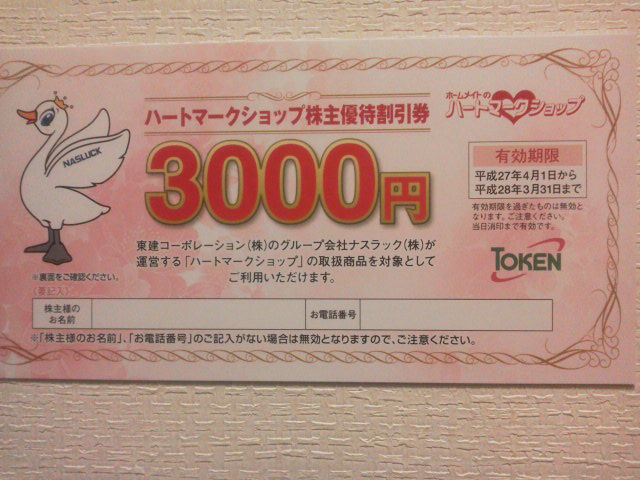 ハートマークショップ株主優待割引券
ホームメイトの
ハートマークショップ
NASLUCK
3000円
有効期限
平成27年4月1日から
平成28年3月31日まで
有効期限を過ぎたものは無効と
なります。ご注意ください。
当日消印まで有効です。
東建コーポレーション(株)のグループ会社ナスラック(株)が
運営する「ハートマークショップ」の取扱商品を対象として
ご利用いただけます。
TOKEN
※裏面をご確認ください。
〈要記入〉
株主様の
お名前
お電話番号
※「株主様のお名前」、「お電話番号」のご記入がない場合は無効となりますので、ご注意ください。